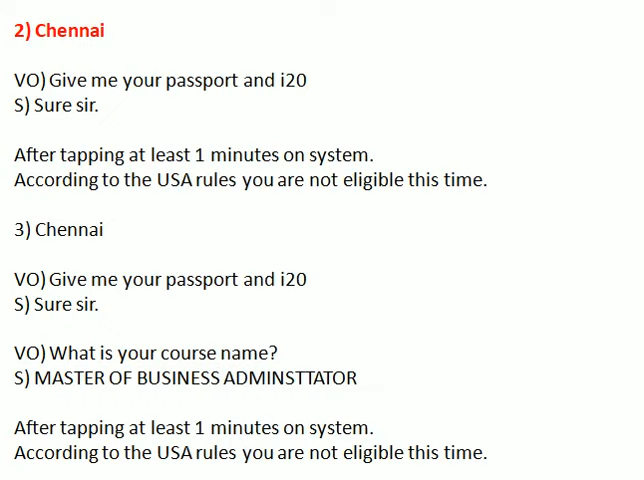 2) Chennai
VO) Give me your passport and i20
S) Sure sir.
After tapping at least 1 minutes on system.
According to the USA rules you are not eligible this time.
3) Chennai
VO) Give me your passport and i20
S) Sure sir.
VO) What is your course name?
S) MASTER OF BUSINESS ADMINSTTATOR
After tapping at least 1 minutes on system.
According to the USA rules you are not eligible this time.